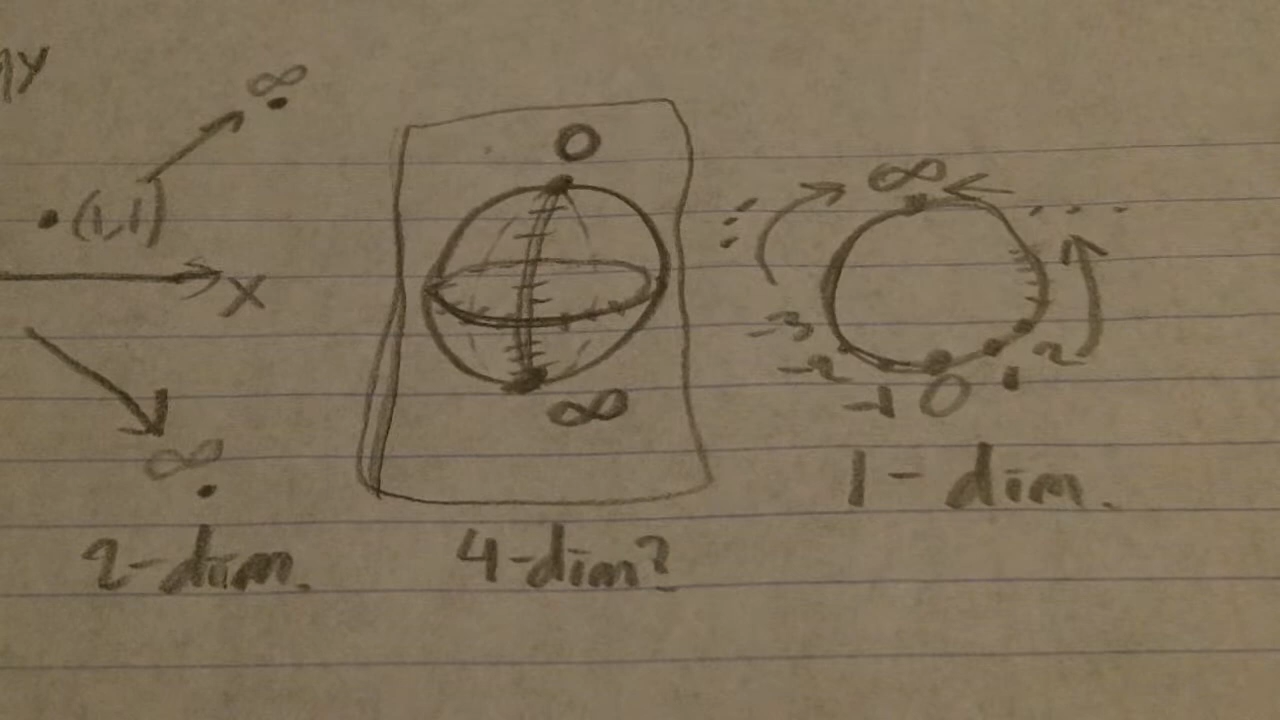 y
∞
(1,1)
x
∞
2-dim.
0
∞
4-dim?
∞
....
-3
-2
-1
0
1
2
1-dim.